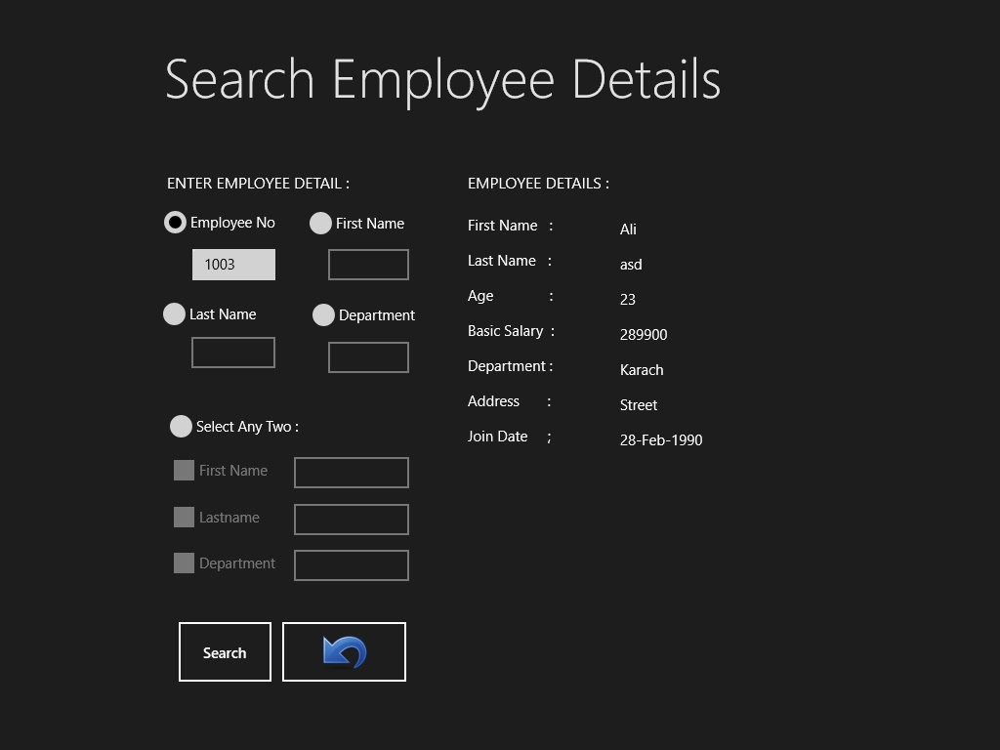 Search Employee Details
ENTER EMPLOYEE DETAIL :
Employee No
First Name
1003
Last Name
Department
Select Any Two :
First Name
Lastname
Department
Search
EMPLOYEE DETAILS :
First Name : Ali
Last Name : asd
Age : 23
Basic Salary : 289900
Department : Karach
Address : Street
Join Date ; 28-Feb-1990